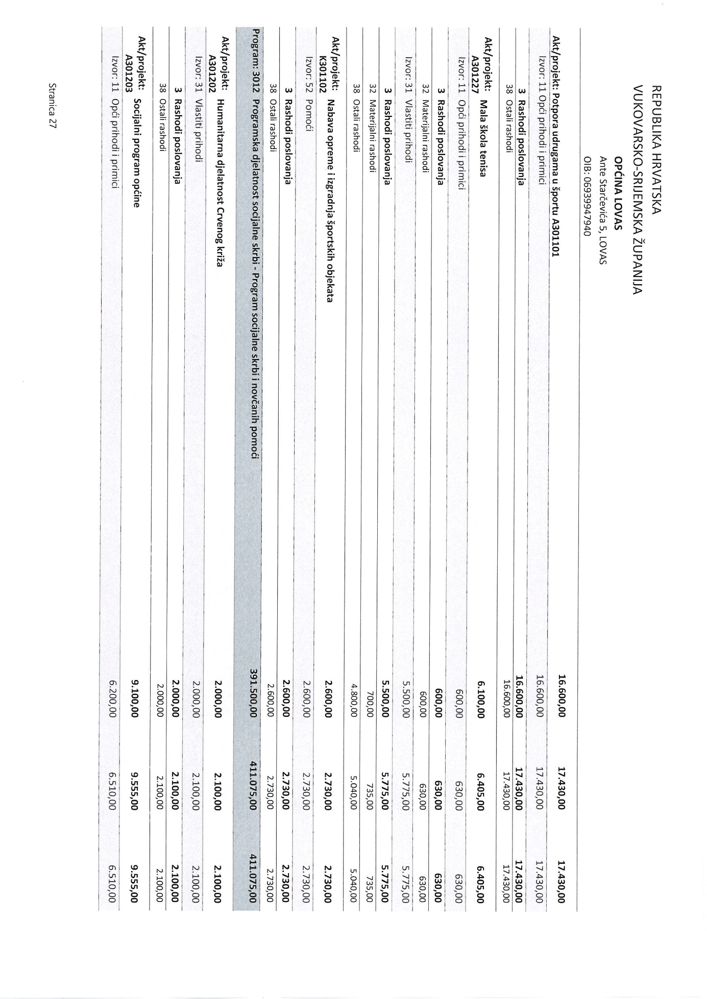 REPUBLIKA HRVATSKA
VUKOVARSKO-SRIJEMSKA ŽUPANIJA
OPĆINA LOVAS
Ante Starčevića 5, LOVAS
OIB: 06939947940
Akt/projekt: Potpora udrugama u športu A301101 16.600,00 17.430,00 17.430,00
Izvor: 11 Opći prihodi i primici 16.600,00 17.430,00 17.430,00
3 Rashodi poslovanja 16.600,00 17.430,00 17.430,00
38 Ostali rashodi 16.600,00 17.430,00 17.430,00
Akt/projekt: Mala škola tenisa 6.100,00 6.405,00 6.405,00
A301227
Izvor: 11 Opći prihodi i primici 600,00 630,00 630,00
3 Rashodi poslovanja 600,00 630,00 630,00
32 Materijalni rashodi 600,00 630,00 630,00
Izvor: 31 Vlastiti prihodi 5.500,00 5.775,00 5.775,00
3 Rashodi poslovanja 5.500,00 5.775,00 5.775,00
32 Materijalni rashodi 700,00 735,00 735,00
38 Ostali rashodi 4.800,00 5.040,00 5.040,00
Akt/projekt: Nabava opreme i izgradnja športskih objekata 2.600,00 2.730,00 2.730,00
K301102
Izvor: 52 Pomoći 2.600,00 2.730,00 2.730,00
3 Rashodi poslovanja 2.600,00 2.730,00 2.730,00
38 Ostali rashodi 2.600,00 2.730,00 2.730,00
Program: 3012 Programska djelatnost socijalne skrbi - Program socijalne skrbi i novčanih pomoći 391.500,00 411.075,00 411.075,00
Akt/projekt: Humanitarna djelatnost Crvenog križa 2.000,00 2.100,00 2.100,00
A301202
Izvor: 31 Vlastiti prihodi 2.000,00 2.100,00 2.100,00
3 Rashodi poslovanja 2.000,00 2.100,00 2.100,00
38 Ostali rashodi 2.000,00 2.100,00 2.100,00
Akt/projekt: Socijalni program općine 9.100,00 9.555,00 9.555,00
A301203
Izvor: 11 Opći prihodi i primici 6.200,00 6.510,00 6.510,00
Stranica 27